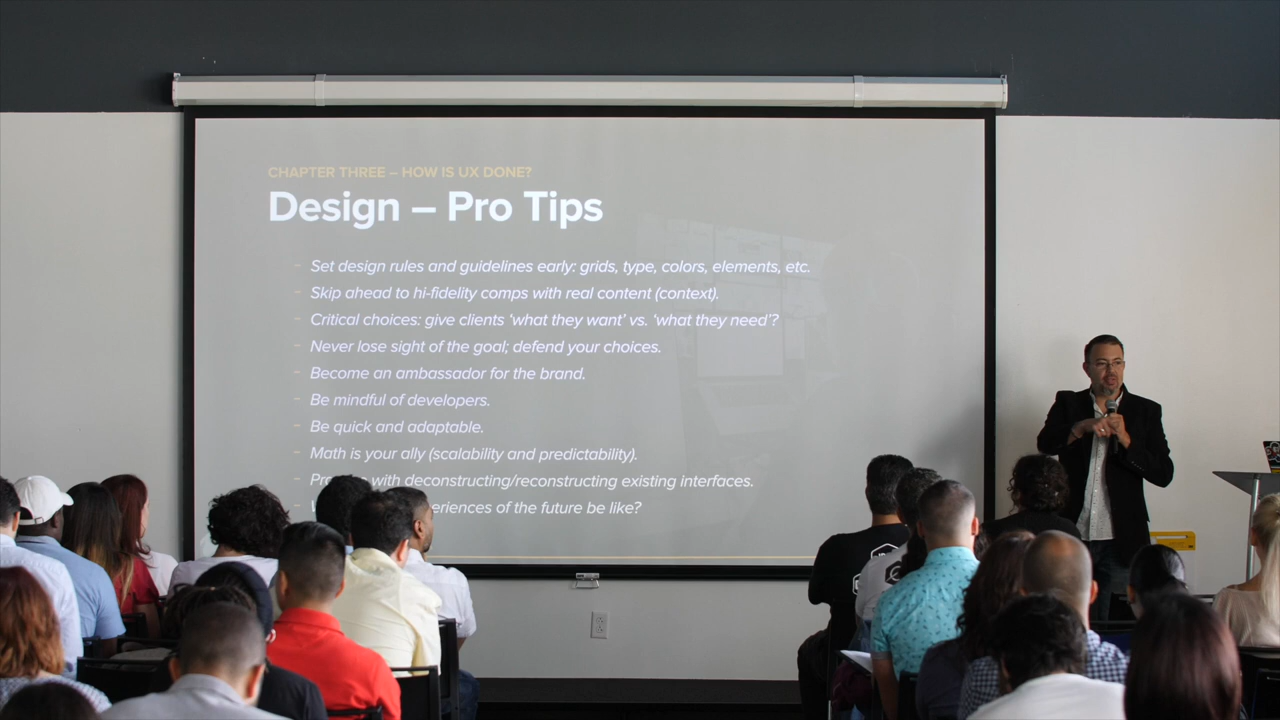 CHAPTER THREE – HOW IS UX DONE?
Design – Pro Tips
– Set design rules and guidelines early: grids, type, colors, elements, etc.
– Skip ahead to hi-fidelity comps with real content (context).
– Critical choices: give clients ‘what they want’ vs. ‘what they need’?
– Never lose sight of the goal; defend your choices.
– Become an ambassador for the brand.
– Be mindful of developers.
– Be quick and adaptable.
– Math is your ally (scalability and predictability).
– with deconstructing/reconstructing existing interfaces.
– of the future be like?